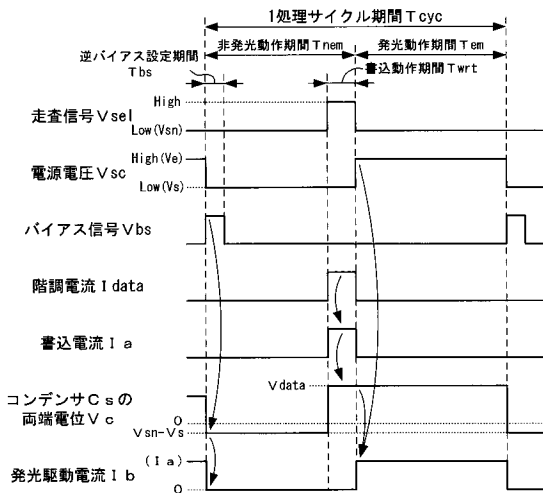 1処理サイクル期間Tcyc
非発光動作期間Tnem
発光動作期間Tem
逆バイアス設定期間
Tbs
書込動作期間Twrt
走査信号Vsel
High
Low(Vsn)
電源電圧Vsc
High(Ve)
Low(Vs)
バイアス信号Vbs
階調電流Idata
書込電流Ia
コンデンサCsの
両端電位Vc
Vdata
0
Vsn-Vs
発光駆動電流Ib
(Ia)
0